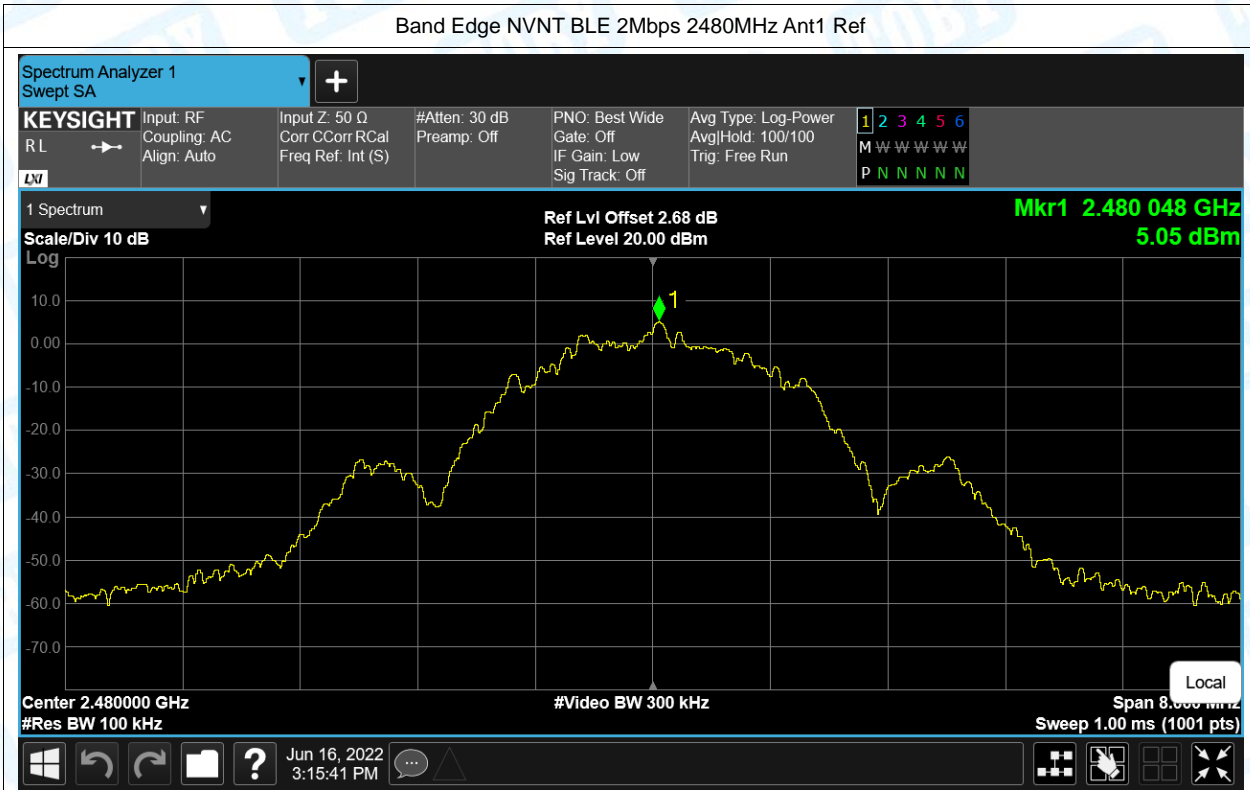 Band Edge NVNT BLE 2Mbps 2480MHz Ant1 Ref
Spectrum Analyzer 1
Swept SA
KEYSIGHT
R L
LXI
Input: RF
Coupling: AC
Align: Auto
Input Z: 50 Ω
Corr CCorr RCal
Freq Ref: Int (S)
#Atten: 30 dB
Preamp: Off
PNO: Best Wide
Gate: Off
IF Gain: Low
Sig Track: Off
Avg Type: Log-Power
Avg|Hold: 100/100
Trig: Free Run
1 2 3 4 5 6
M W W W W W
P N N N N N
1 Spectrum
Scale/Div 10 dB
Ref Lvl Offset 2.68 dB
Ref Level 20.00 dBm
Mkr1 2.480 048 GHz
5.05 dBm
Log
1
10.0
0.00
-10.0
-20.0
-30.0
-40.0
-50.0
-60.0
-70.0
Local
Center 2.480000 GHz
#Video BW 300 kHz
Span 8.000 MHz
#Res BW 100 kHz
Sweep 1.00 ms (1001 pts)
?
Jun 16, 2022
3:15:41 PM